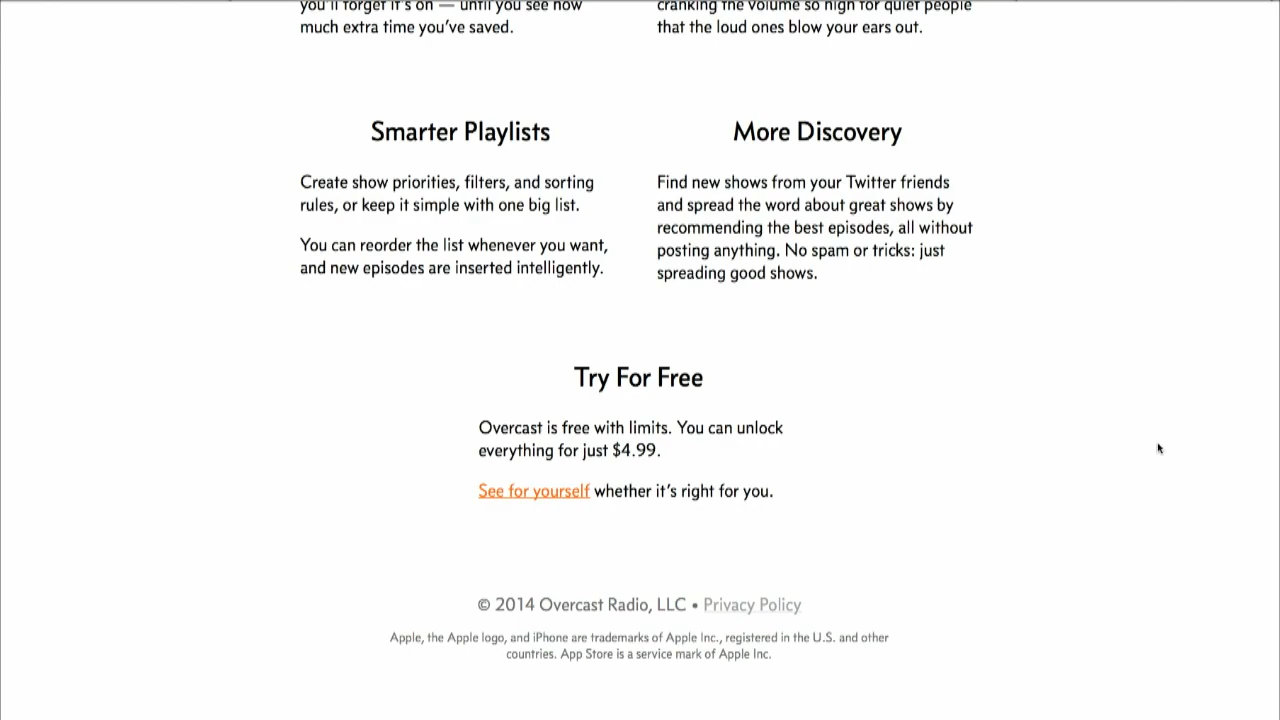 you'll forget it's on — until you see how
much extra time you've saved.
cranking the volume so high for quiet people
that the loud ones blow your ears out.
Smarter Playlists
Create show priorities, filters, and sorting
rules, or keep it simple with one big list.
You can reorder the list whenever you want,
and new episodes are inserted intelligently.
More Discovery
Find new shows from your Twitter friends
and spread the word about great shows by
recommending the best episodes, all without
posting anything. No spam or tricks: just
spreading good shows.
Try For Free
Overcast is free with limits. You can unlock
everything for just $4.99.
See for yourself whether it's right for you.
© 2014 Overcast Radio, LLC • Privacy Policy
Apple, the Apple logo, and iPhone are trademarks of Apple Inc., registered in the U.S. and other
countries. App Store is a service mark of Apple Inc.